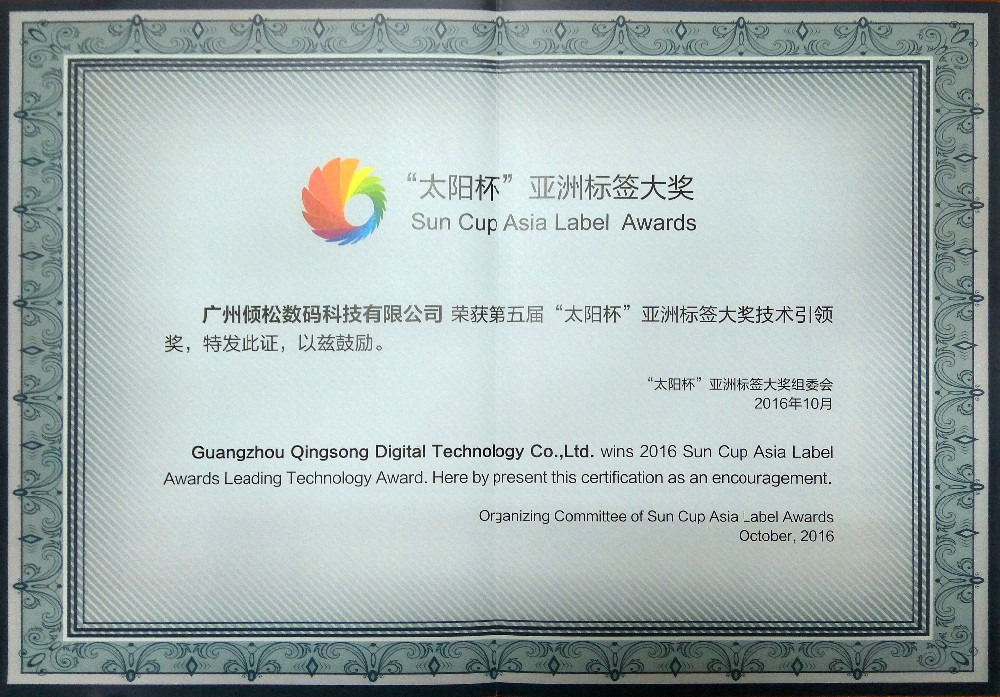 “太阳杯”亚洲标签大奖
Sun Cup Asia Label Awards
广州倾松数码科技有限公司 荣获第五届“太阳杯”亚洲标签大奖技术引领
奖，特发此证，以兹鼓励。
“太阳杯”亚洲标签大奖组委会
2016年10月
Guangzhou Qingsong Digital Technology Co.,Ltd. wins 2016 Sun Cup Asia Label
Awards Leading Technology Award. Here by present this certification as an encouragement.
Organizing Committee of Sun Cup Asia Label Awards
October, 2016